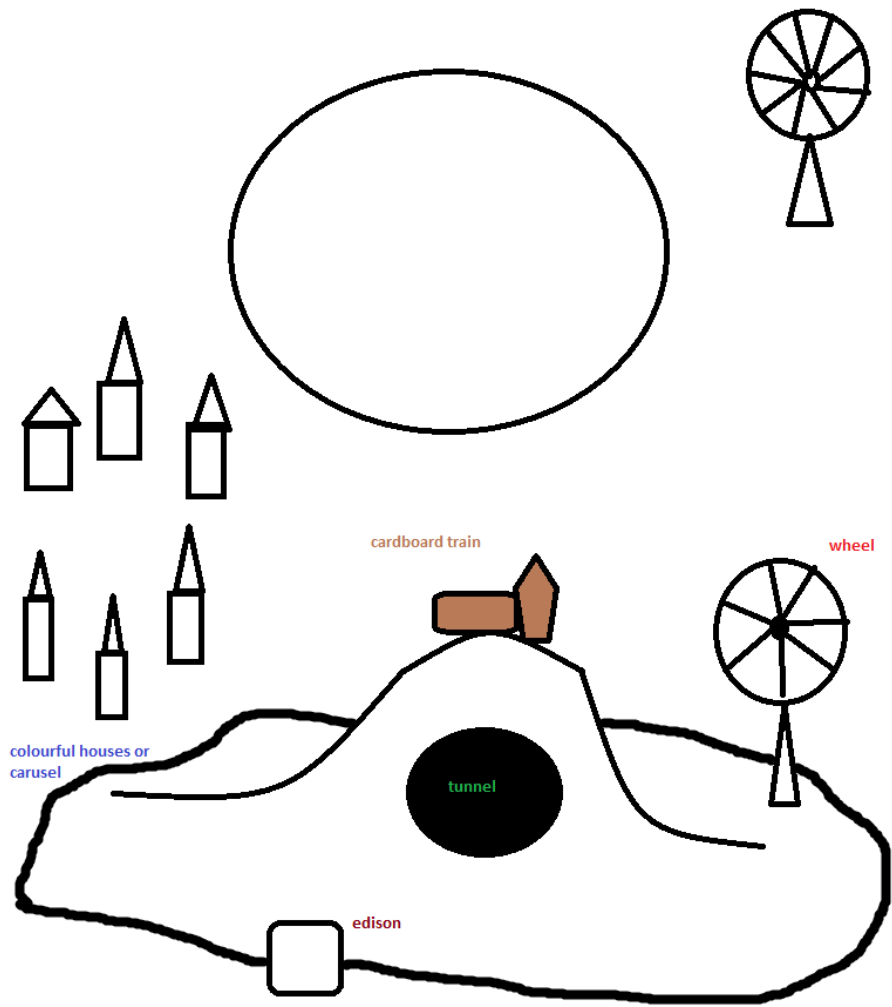 cardboard train
wheel
colourful houses or
carusel
tunnel
edison